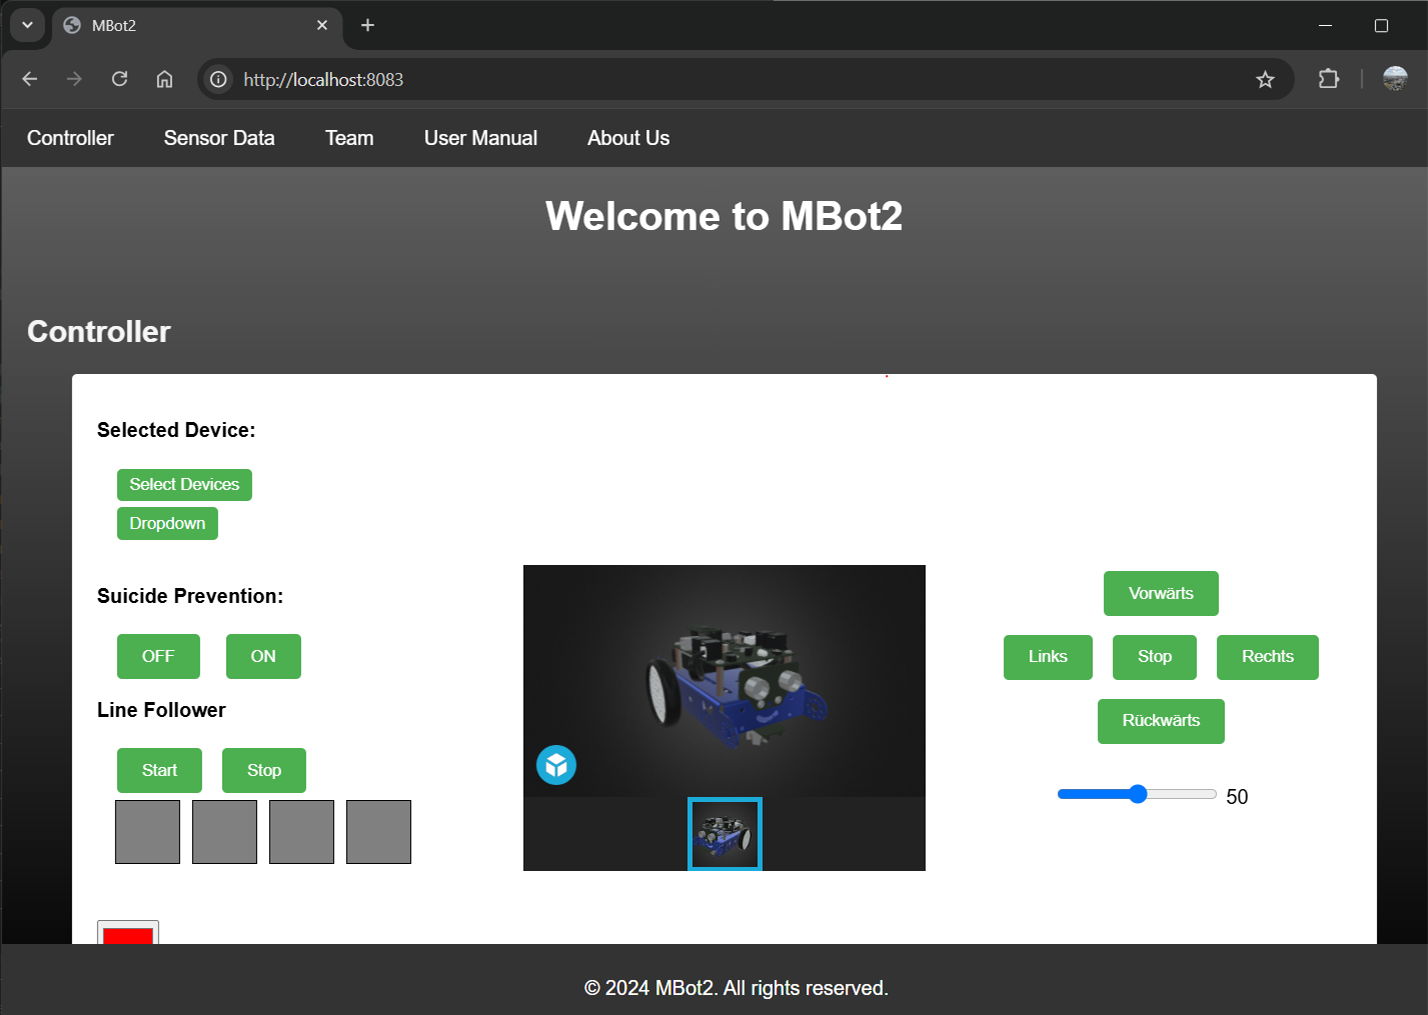 MBot2
http://localhost:8083
Controller Sensor Data Team User Manual About Us
Welcome to MBot2
Controller
Selected Device:
Select Devices
Dropdown
Suicide Prevention:
OFF ON
Line Follower
Start Stop
Vorwärts
Links Stop Rechts
Rückwärts
50
© 2024 MBot2. All rights reserved.